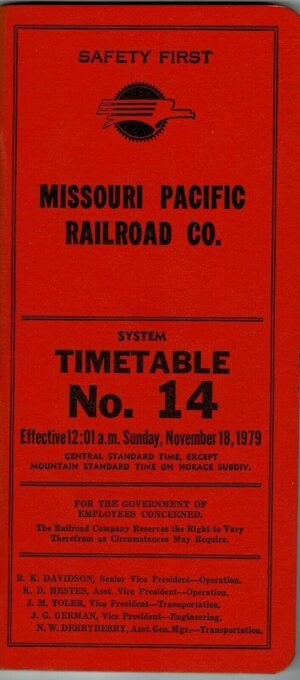 SAFETY FIRST
MISSOURI PACIFIC
RAILROAD CO.
SYSTEM
TIMETABLE
No. 14
Effective 12:01 a.m. Sunday, November 18, 1979
CENTRAL STANDARD TIME, EXCEPT
MOUNTAIN STANDARD TIME ON HORACE SUBDIV.
FOR THE GOVERNMENT OF
EMPLOYEES CONCERNED.
The Railroad Company Reserves the Right to Vary
Therefrom as Circumstances May Require.
R. K. DAVIDSON, Senior Vice President—Operation.
K. D. HESTES, Asst. Vice President—Operation.
J. M. TOLER, Vice President—Transportation.
J. G. GERMAN, Vice President—Engineering.
N. W. DERRYBERRY, Asst. Gen. Mgr.—Transportation.